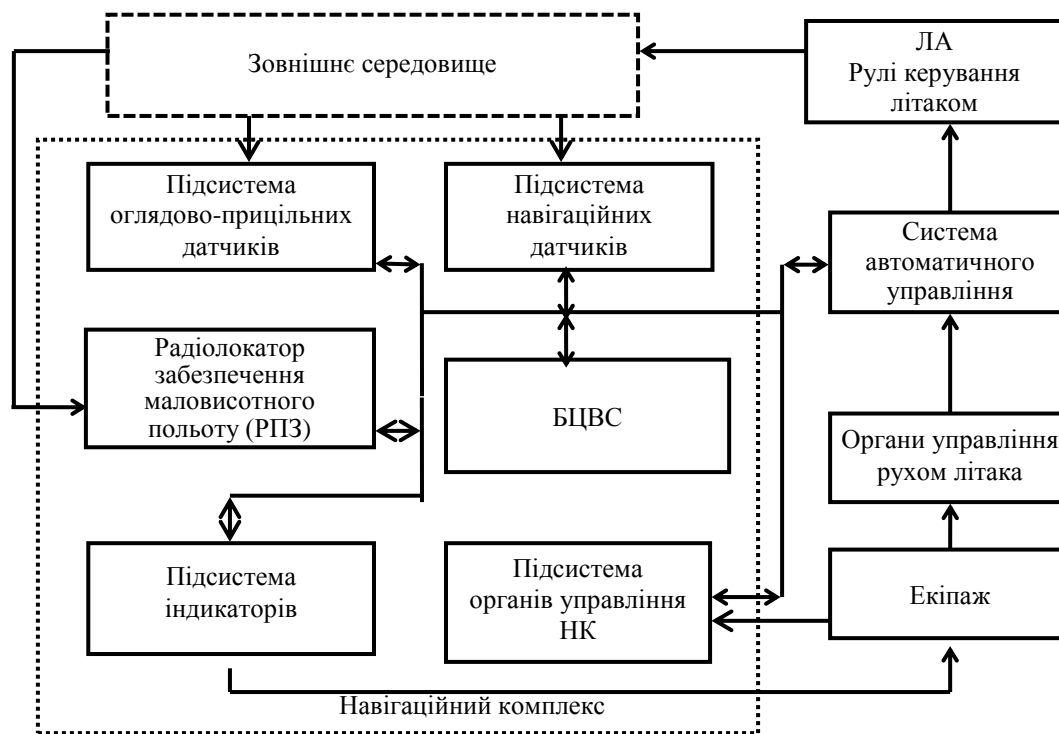 Зовнішнє середовище
ЛА
Рулі керування
літаком
Підсистема
оглядово-прицільних
датчиків
Підсистема
навігаційних
датчиків
Система
автоматичного
управління
Радіолокатор
забезпечення
маловисотного
польоту (РПЗ)
БЦВС
Органи управління
рухом літака
Підсистема
індикаторів
Підсистема
органів управління
НК
Екіпаж
Навігаційний комплекс